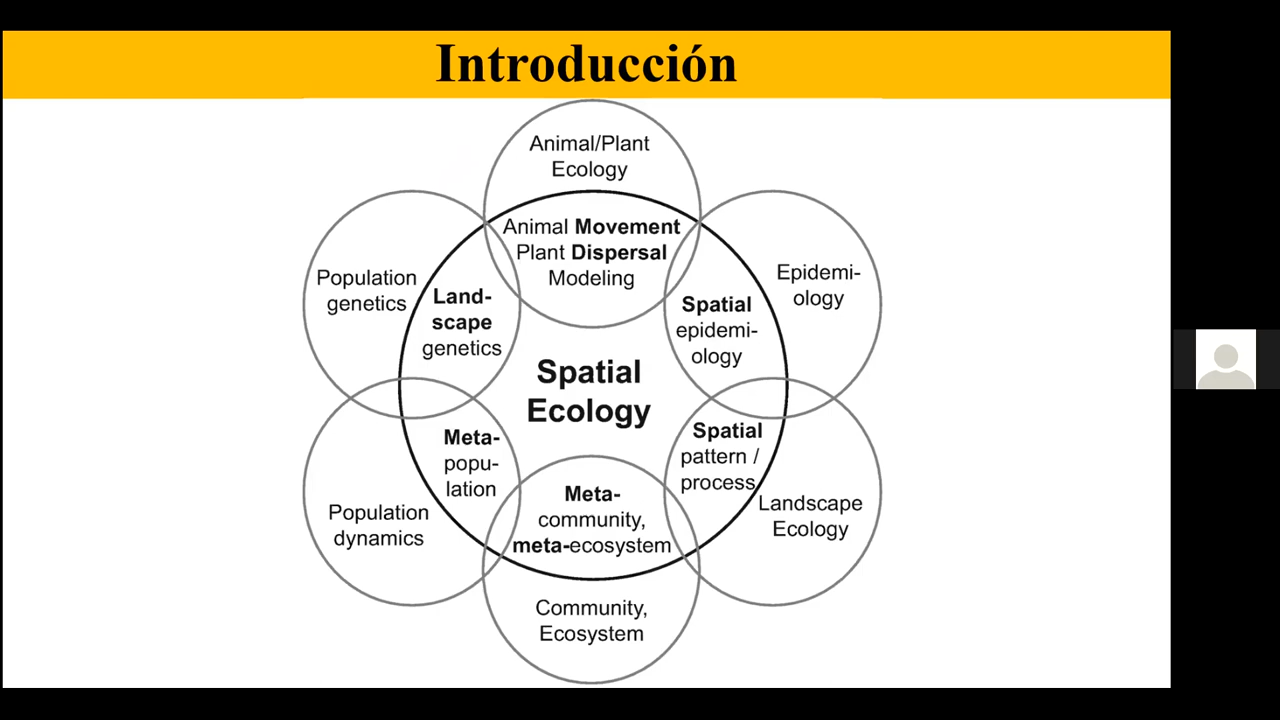 Introducción
Animal/Plant
Ecology
Animal Movement
Plant Dispersal
Modeling
Population
genetics
Land-
scape
genetics
Spatial
epidemi-
ology
Epidemi-
ology
Spatial
Ecology
Meta-
popu-
lation
Population
dynamics
Spatial
pattern /
process
Landscape
Ecology
Meta-
community,
meta-ecosystem
Community,
Ecosystem